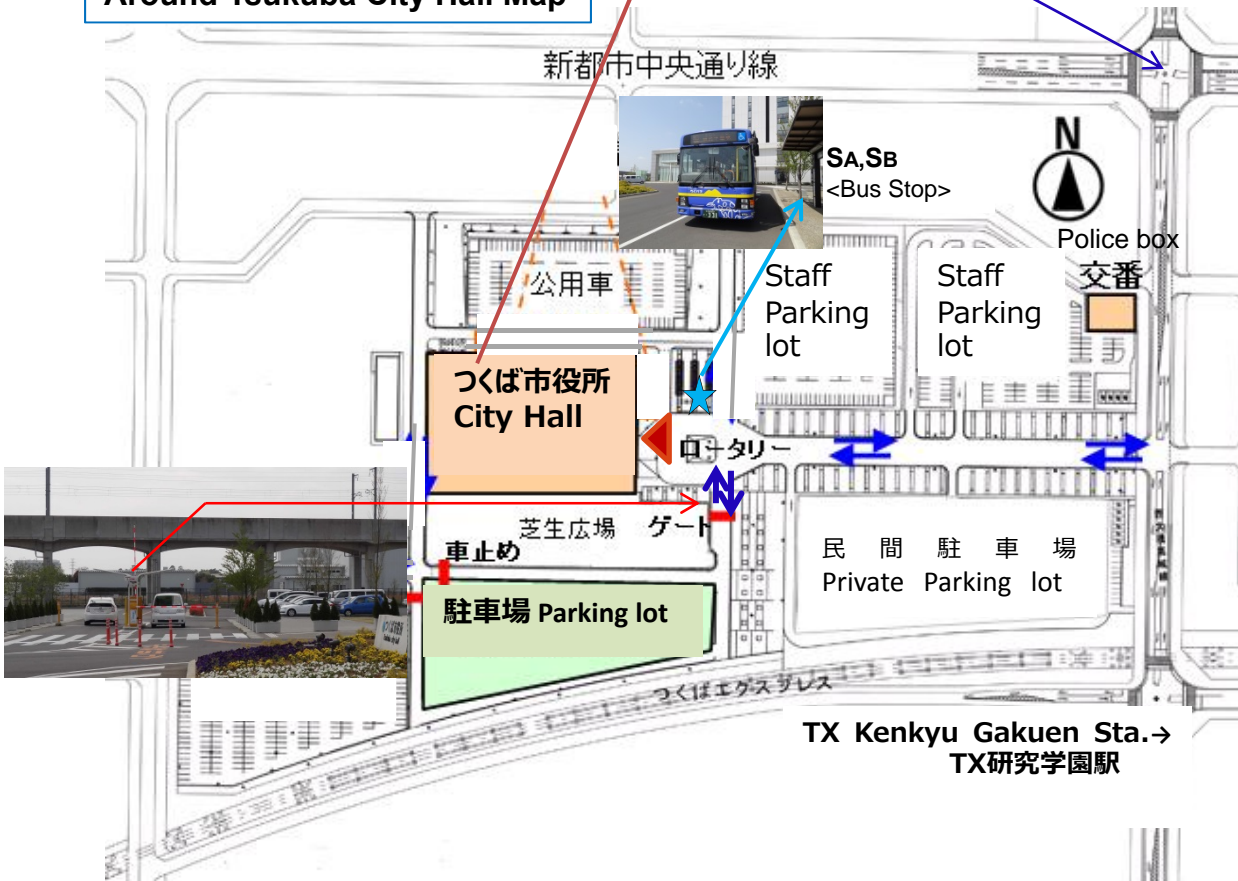 Around Tsukuba City Hall Map
新都市中央通り線
SA,SB
<Bus Stop>
N
Police box
交番
公用車
Staff
Parking
lot
Staff
Parking
lot
つくば市役所
City Hall
ロータリー
芝生広場
ゲート
車止め
民間駐車場
Private Parking lot
駐車場 Parking lot
つくばエクスプレス
TX Kenkyu Gakuen Sta.→
TX研究学園駅